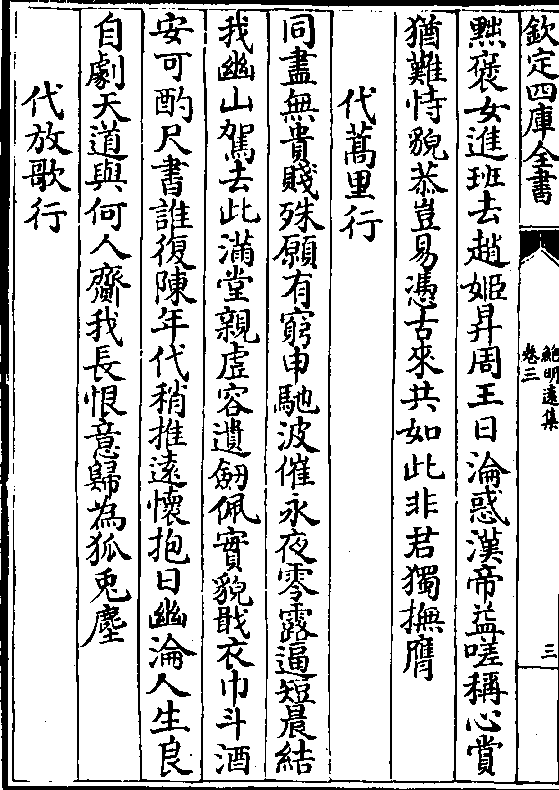 欽定四庫全書
鮑明遠集
卷三
三
黜褒女進班去趙姬昇周王日淪惑漢帝益嗟稱心賞
猶難恃貌恭豈易憑古來共如此非君獨撫膺
代蒿里行
同盡無貴賤殊願有窮申馳波催永夜零露逼短晨結
我幽山駕去此滿堂親虛容遺劒佩實貌戢衣巾斗酒
安可酌尺書誰復陳年代稍推遠懷抱日幽淪人生良
自劇天道與何人齎我長恨意歸為狐兎塵
代放歌行